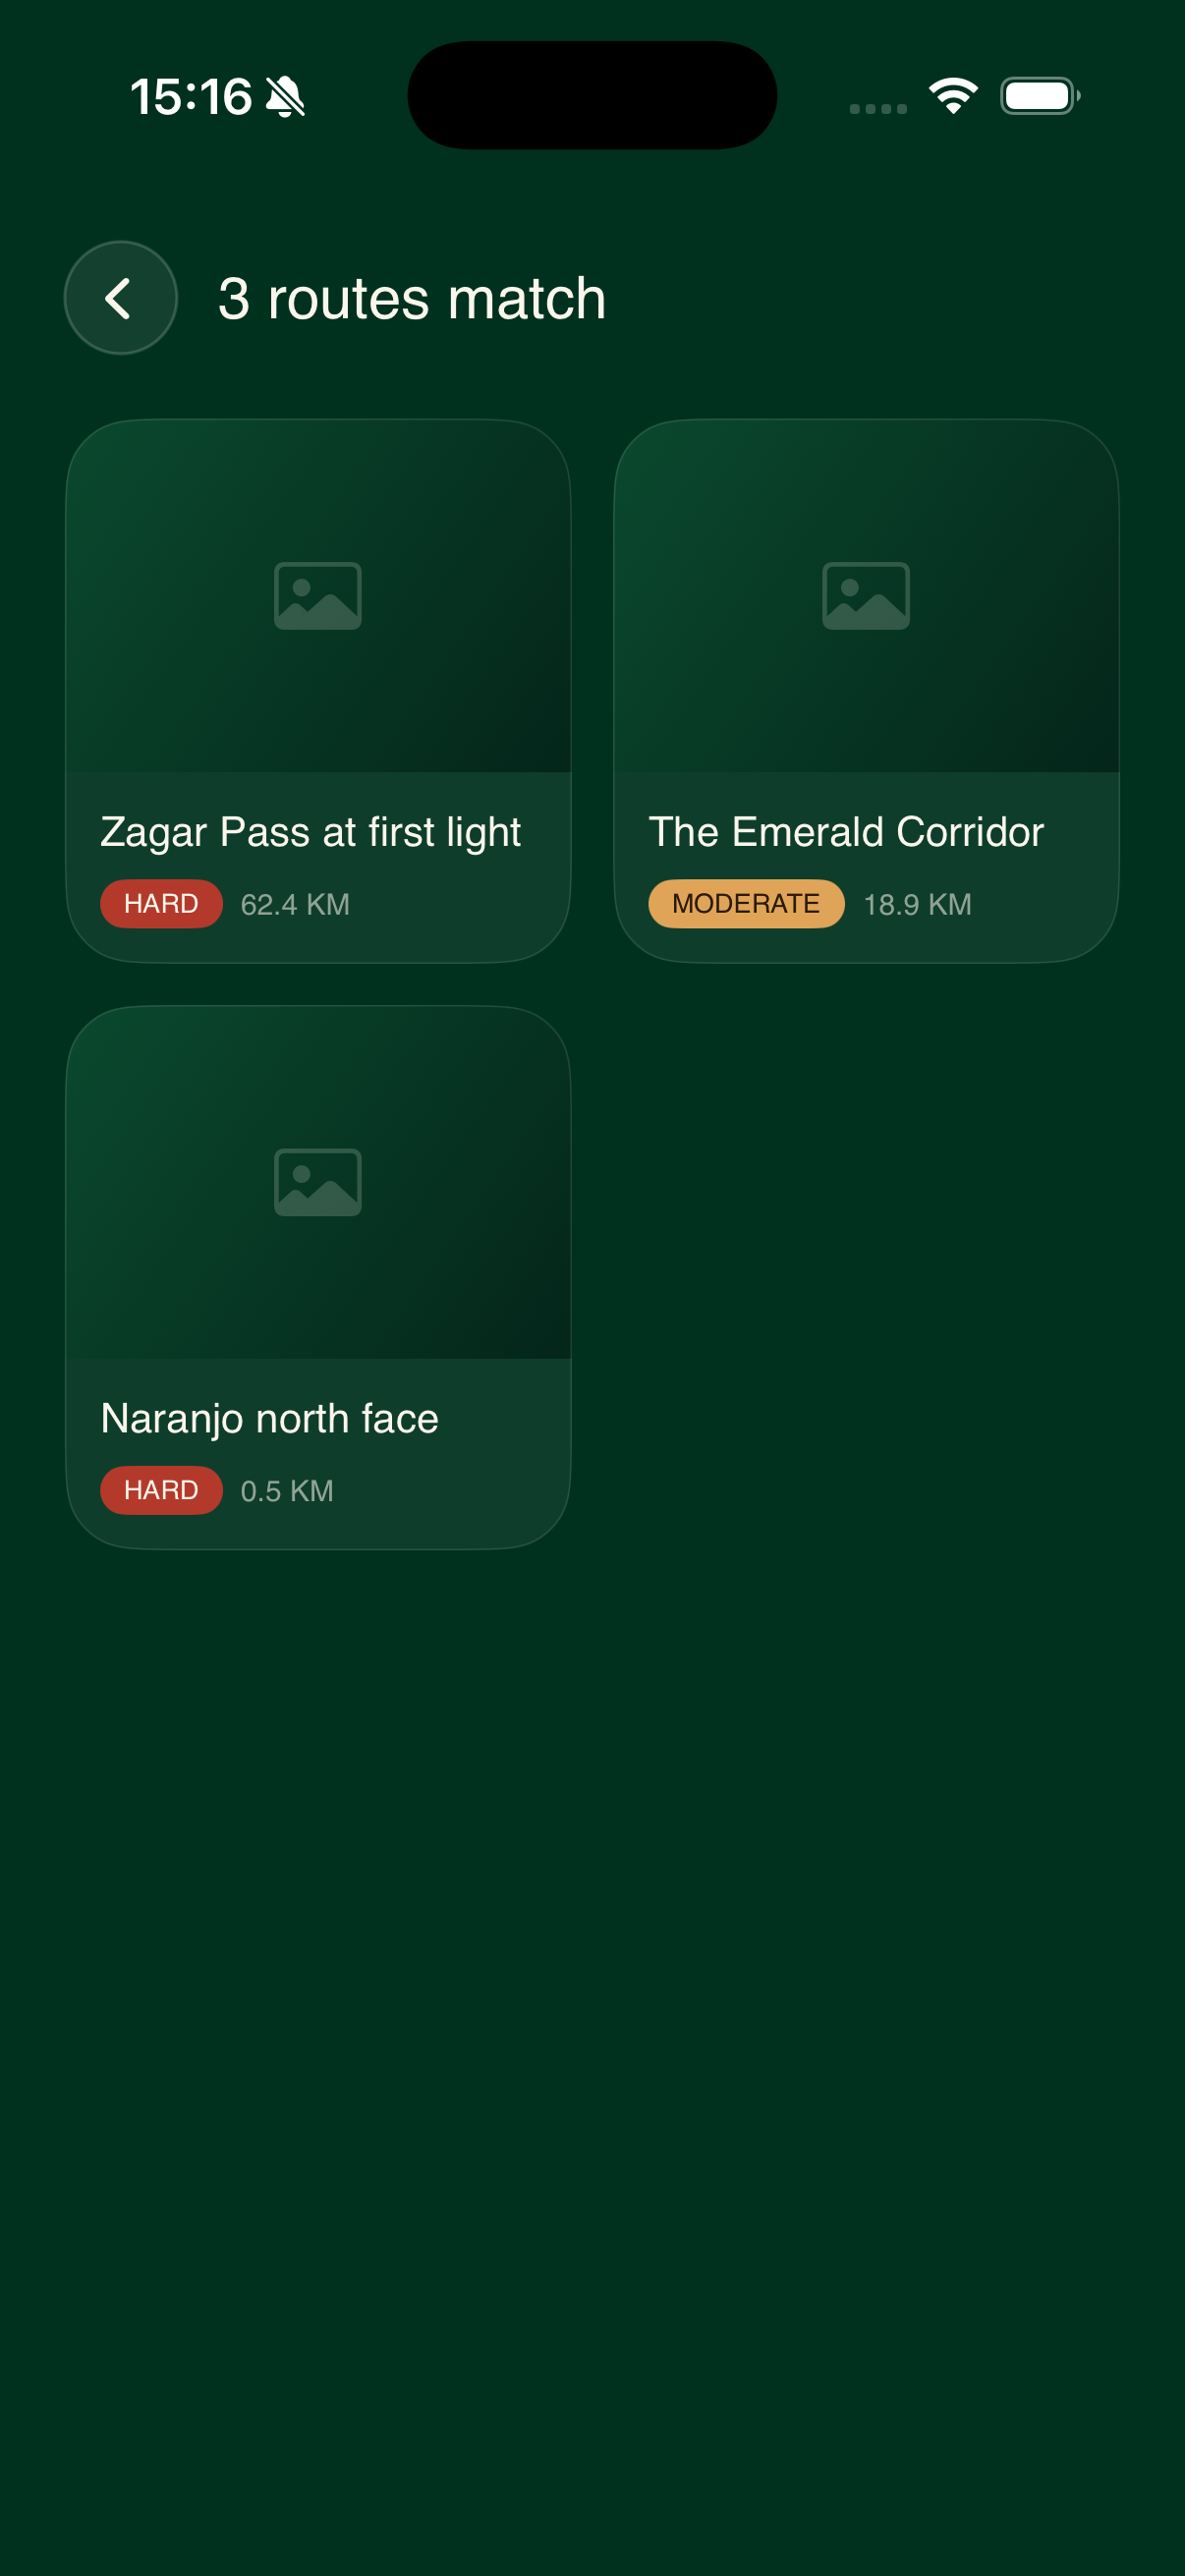 15:16
3 routes match
Zagar Pass at first light
HARD 62.4 KM
The Emerald Corridor
MODERATE 18.9 KM
Naranjo north face
HARD 0.5 KM